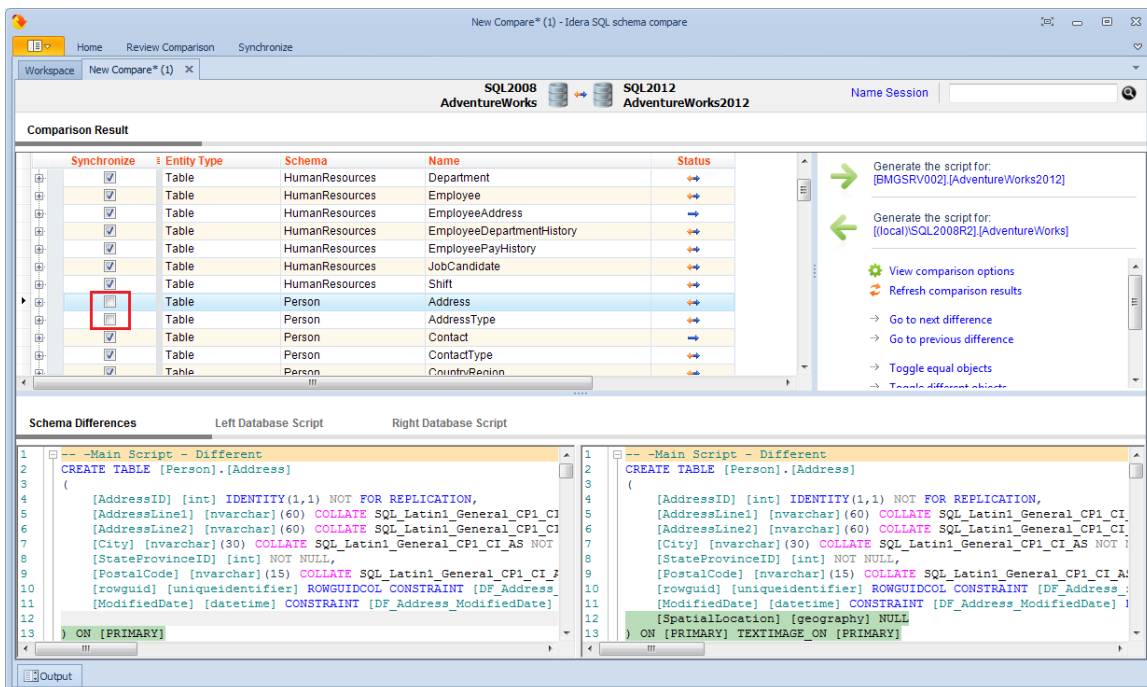 New Compare* (1) - Idera SQL schema compare
Home Review Comparison Synchronize
Workspace New Compare* (1)
SQL2008 SQL2012
AdventureWorks AdventureWorks2012
Name Session
Comparison Result
Synchronize Entity Type Schema Name Status
Table HumanResources Department
Table HumanResources Employee
Table HumanResources EmployeeAddress
Table HumanResources EmployeeDepartmentHistory
Table HumanResources EmployeePayHistory
Table HumanResources JobCandidate
Table HumanResources Shift
Table Person Address
Table Person AddressType
Table Person Contact
Table Person ContactType
Table Person CountryRegion
Generate the script for:
[BMGSRV002].[AdventureWorks2012]
Generate the script for:
[(local)\SQL2008R2].[AdventureWorks]
View comparison options
Refresh comparison results
Go to next difference
Go to previous difference
Toggle equal objects
Toggle different objects
Schema Differences Left Database Script Right Database Script
1 -- -Main Script - Different
2 CREATE TABLE [Person].[Address]
3 (
4 [AddressID] [int] IDENTITY(1,1) NOT FOR REPLICATION,
5 [AddressLine1] [nvarchar](60) COLLATE SQL_Latin1_General_CP1_CI
6 [AddressLine2] [nvarchar](60) COLLATE SQL_Latin1_General_CP1_CI
7 [City] [nvarchar](30) COLLATE SQL_Latin1_General_CP1_CI_AS NOT
8 [StateProvinceID] [int] NOT NULL,
9 [PostalCode] [nvarchar](15) COLLATE SQL_Latin1_General_CP1_CI_A
10 [rowguid] [uniqueidentifier] ROWGUIDCOL CONSTRAINT [DF_Address_
11 [ModifiedDate] [datetime] CONSTRAINT [DF_Address_ModifiedDate]
12
13 ) ON [PRIMARY]
1 -- -Main Script - Different
2 CREATE TABLE [Person].[Address]
3 (
4 [AddressID] [int] IDENTITY(1,1) NOT FOR REPLICATION,
5 [AddressLine1] [nvarchar](60) COLLATE SQL_Latin1_General_CP1_CI_
6 [AddressLine2] [nvarchar](60) COLLATE SQL_Latin1_General_CP1_CI_
7 [City] [nvarchar](30) COLLATE SQL_Latin1_General_CP1_CI_AS NOT N
8 [StateProvinceID] [int] NOT NULL,
9 [PostalCode] [nvarchar](15) COLLATE SQL_Latin1_General_CP1_CI_AS
10 [rowguid] [uniqueidentifier] ROWGUIDCOL CONSTRAINT [DF_Address_
11 [ModifiedDate] [datetime] CONSTRAINT [DF_Address_ModifiedDate]
12 [SpatialLocation] [geography] NULL
13 ) ON [PRIMARY] TEXTIMAGE_ON [PRIMARY]
Output